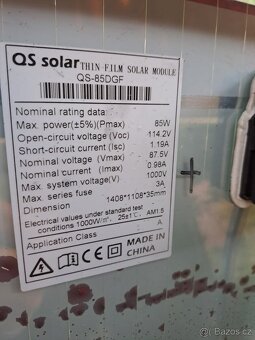 QS solar THIN FILM SOLAR MODULE
QS-85DGF
Nominal rating data:
Max. power(±5%)(Pmax) 85W
Open-circuit voltage(Voc) 114.2V
Short-circuit current(Isc) 1.19A
Nominal voltage(Vmax) 87.5V
Nominal current(Imax) 0.98A
Max. system voltage(V) 1000V
Max. series fuse 3A
Dimension 1408*1108*35mm
Electrical values under standard test
conditions 1000W/m², 25±1℃, AM1.5
Application Class A
MADE IN
CHINA
CE
Bazos.cz